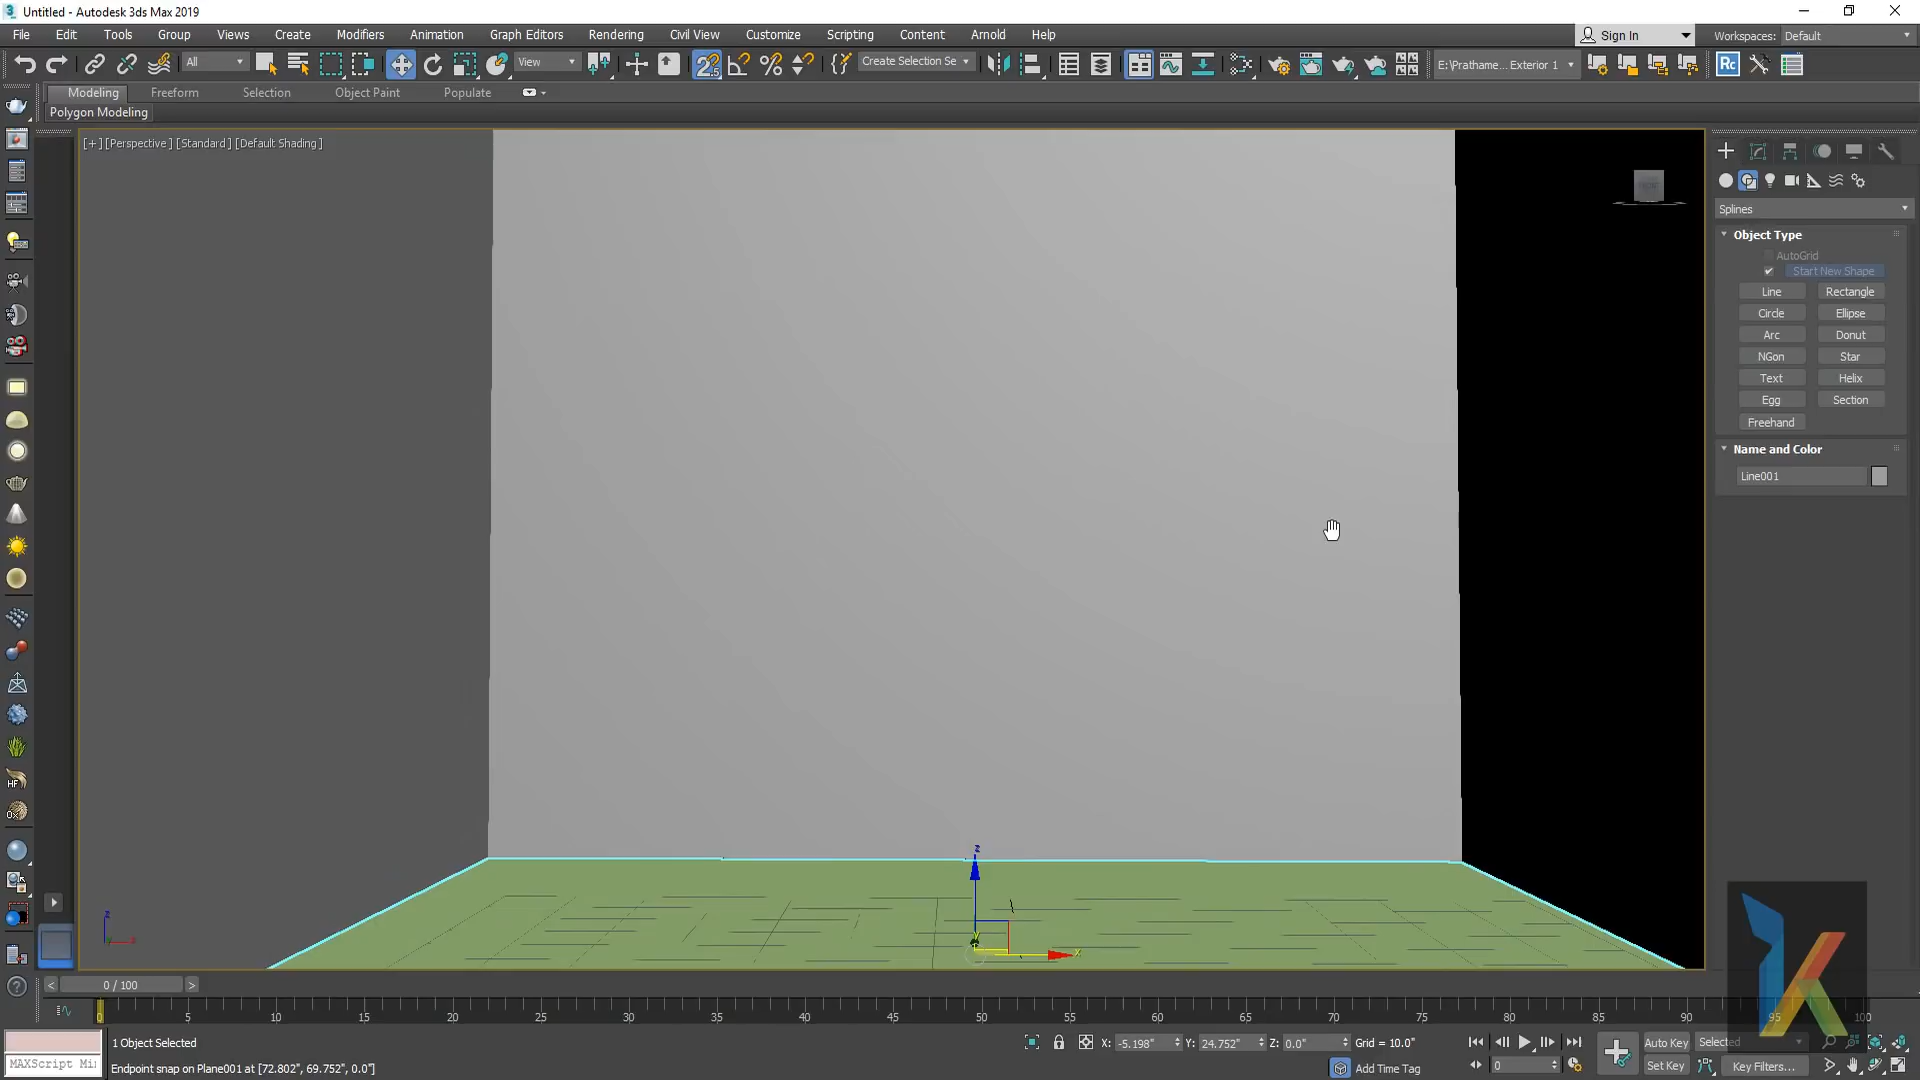 Untitled - Autodesk 3ds Max 2019
File Edit Tools Group Views Create Modifiers Animation Graph Editors Rendering Civil View Customize Scripting Content Arnold Help Sign In Workspaces: Default
All View Create Selection Se E:\Prathame... Exterior 1 Rc
Modeling Freeform Selection Object Paint Populate
Polygon Modeling
[+] [Perspective] [Standard] [Default Shading]
Splines
Object Type
AutoGrid
Start New Shape
Line Rectangle
Circle Ellipse
Arc Donut
NGon Star
Text Helix
Egg Section
Freehand
Name and Color
Line001
HF
z
x
0 / 100
0 5 10 15 20 25 30 35 40 45 50 55 60 65 70 75 80 85 90 95 100
1 Object Selected X: -5.198" Y: 24.752" Z: 0.0" Grid = 10.0" Auto Key Selected
MAXScript Mi Endpoint snap on Plane001 at [72.802", 69.752", 0.0"] Add Time Tag 0 Set Key Key Filters...